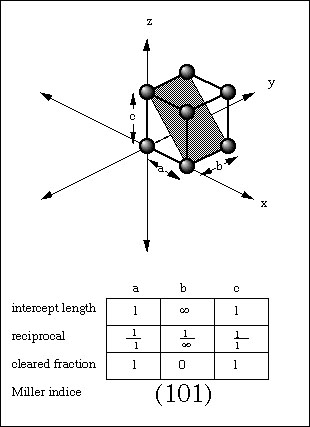 z
y
c
a
b
x
a b c
intercept length 1 ∞ 1
reciprocal 1/1 1/∞ 1/1
cleared fraction 1 0 1
Miller indice (101)